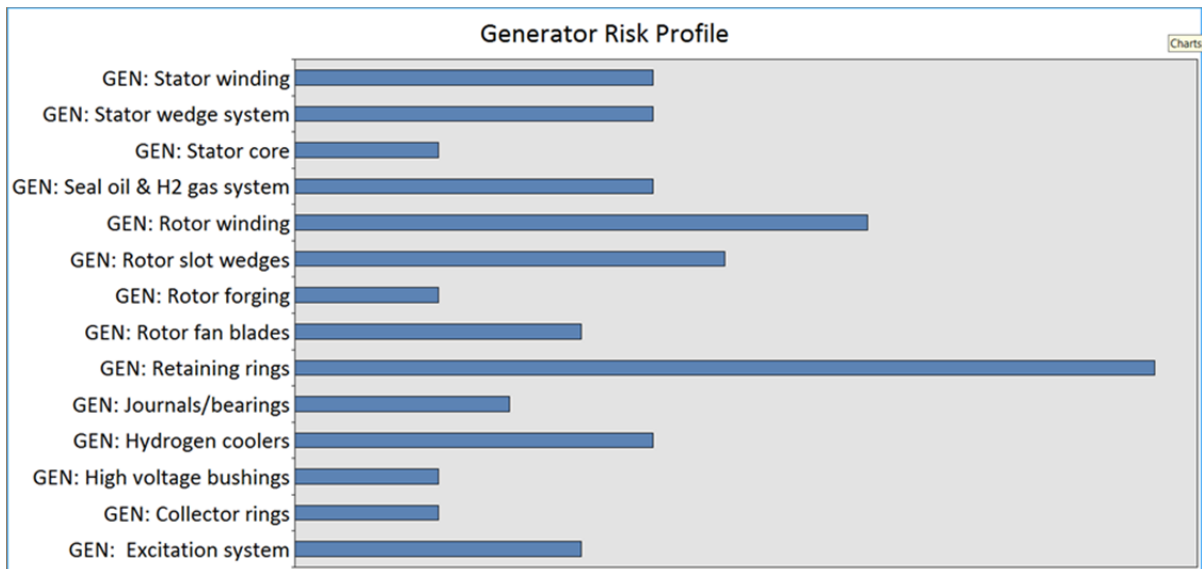 Generator Risk Profile
Charts
GEN: Stator winding
GEN: Stator wedge system
GEN: Stator core
GEN: Seal oil & H2 gas system
GEN: Rotor winding
GEN: Rotor slot wedges
GEN: Rotor forging
GEN: Rotor fan blades
GEN: Retaining rings
GEN: Journals/bearings
GEN: Hydrogen coolers
GEN: High voltage bushings
GEN: Collector rings
GEN:  Excitation system